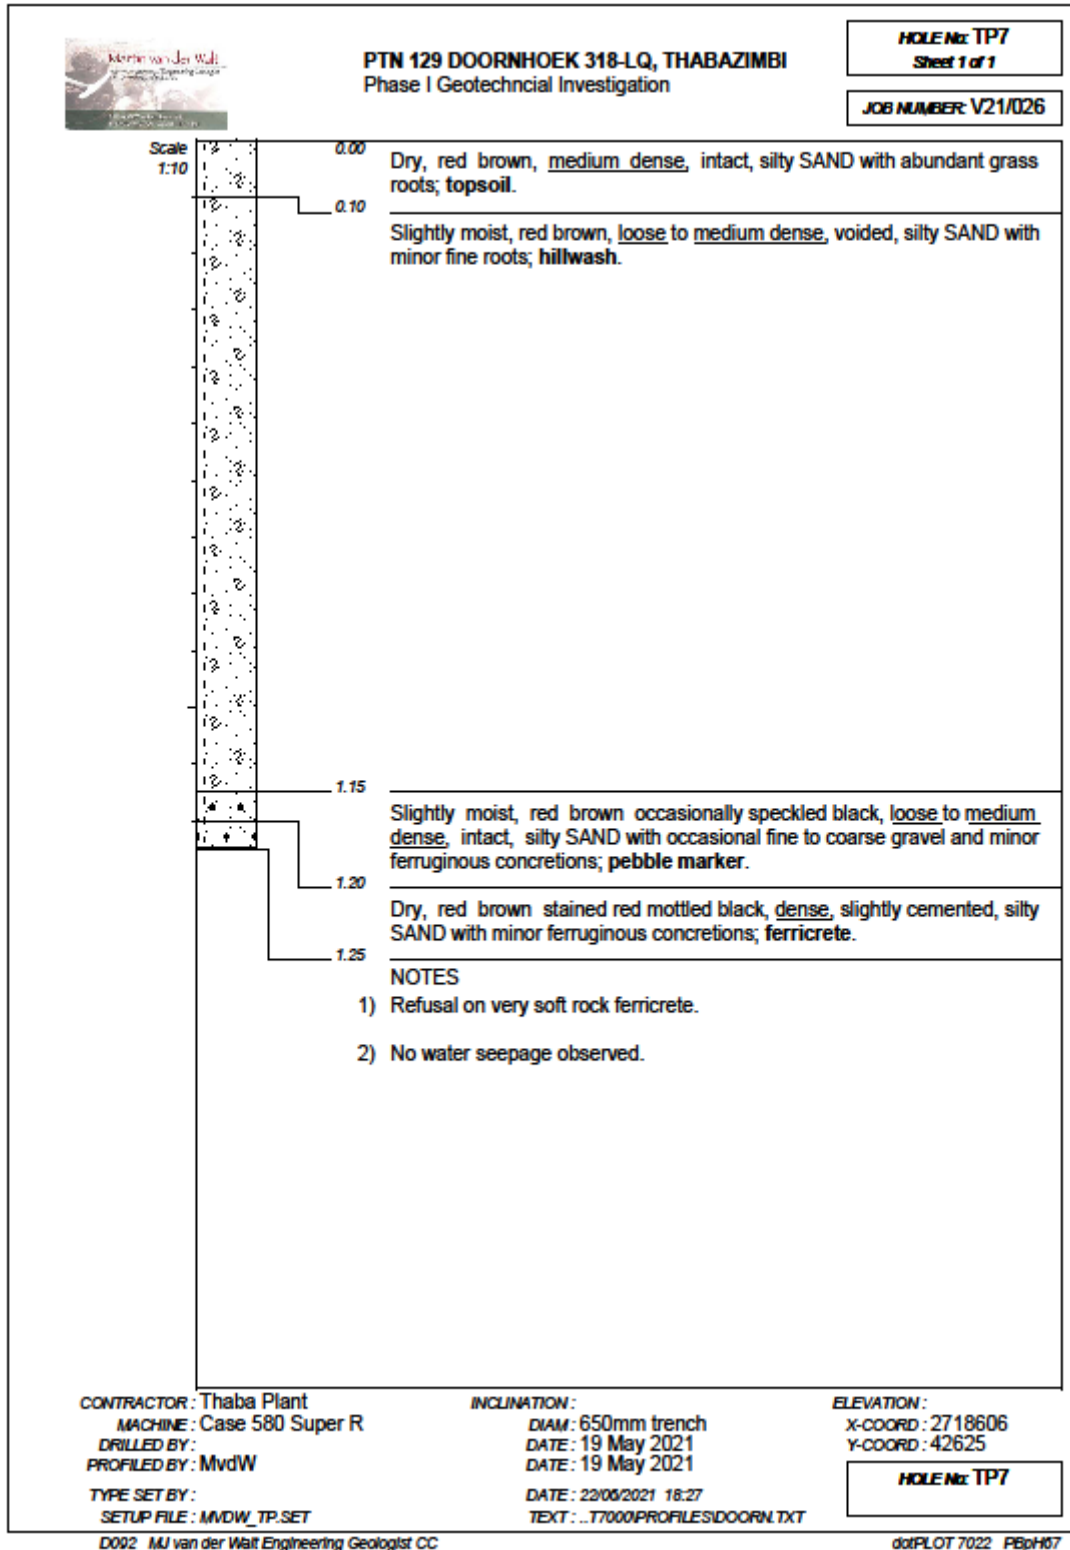 Martin van der Walt
PTN 129 DOORNHOEK 318-LQ, THABAZIMBI
Phase I Geotechncial Investigation
HOLE No: TP7
Sheet 1 of 1
JOB NUMBER: V21/026
Scale
1:10
0.00
Dry, red brown, medium dense, intact, silty SAND with abundant grass
roots; topsoil.
0.10
Slightly moist, red brown, loose to medium dense, voided, silty SAND with
minor fine roots; hillwash.
1.15
Slightly moist, red brown occasionally speckled black, loose to medium
dense, intact, silty SAND with occasional fine to coarse gravel and minor
ferruginous concretions; pebble marker.
1.20
Dry, red brown stained red mottled black, dense, slightly cemented, silty
SAND with minor ferruginous concretions; ferricrete.
1.25
NOTES
1) Refusal on very soft rock ferricrete.
2) No water seepage observed.
CONTRACTOR : Thaba Plant
MACHINE : Case 580 Super R
DRILLED BY :
PROFILED BY : MvdW
TYPE SET BY :
SETUP FILE : MVDW_TP.SET
INCLINATION :
DIAM : 650mm trench
DATE : 19 May 2021
DATE : 19 May 2021
DATE : 22/06/2021 18:27
TEXT : ..T7000\PROFILES\DOORN.TXT
ELEVATION :
X-COORD : 2718606
Y-COORD : 42625
HOLE No: TP7
D092 MJ van der Walt Engineering Geologist CC
dotPLOT 7022 PBpH67